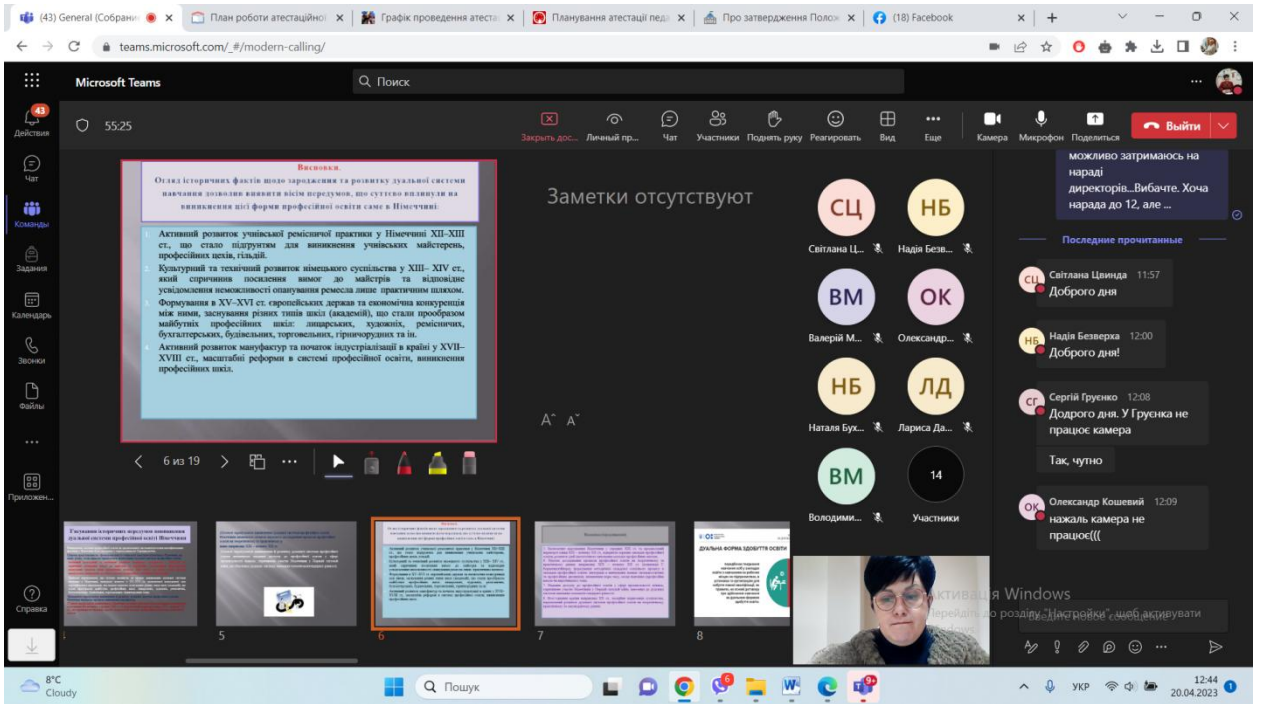 (43) General (Собрание
План роботи атестаційної
Графік проведення атеста
Планування атестації педа
Про затвердження Полож
(18) Facebook
teams.microsoft.com/_#/modern-calling/
Microsoft Teams
Поиск
43
Действия
Чат
Команды
Задания
Календарь
Звонки
Файлы
Приложен...
Справка
55:25
Закрыть дос...
Личный пр...
Чат
Участники
Поднять руку
Реагировать
Вид
Еще
Камера
Микрофон
Поделиться
Выйти
Висновки.
Огляд історичних фактів щодо зародження та розвитку дуальної системи
навчання дозволив виявити вісім передумов, що суттєво вплинули на
виникнення цієї форми професійної освіти саме в Німеччині:
1. Активний розвиток учнівської ремісничої практики у Німеччині XII–XIII
ст., що стало підґрунтям для виникнення учнівських майстерень,
професійних цехів, гільдій.
2. Культурний та технічний розвиток німецького суспільства у XIII– XIV ст.,
який спричинив посилення вимог до майстрів та відповідне
усвідомлення неможливості опанування ремесла лише практичним шляхом.
3. Формування в XV–XVI ст. європейських держав та економічна конкуренція
між ними, заснування різних типів шкіл (академій), що стали прообразом
майбутніх професійних шкіл: лицарських, художніх, ремісничих,
бухгалтерських, будівельних, торговельних, гірничорудних та ін.
4. Активний розвиток мануфактур та початок індустріалізації в країні у XVII–
XVIII ст., масштабні реформи в системі професійної освіти, виникнення
професійних шкіл.
Заметки отсутствуют
A^ A˅
6 из 19
4
5
6
7
8
ДУАЛЬНА ФОРМА ЗДОБУТТЯ ОСВІТИ
СЦ
Світлана Ц...
НБ
Надія Безв...
ВМ
Валерій М...
ОК
Олександр...
НБ
Наталя Бух...
ЛД
Лариса Да...
ВМ
Володими...
14
Участники
можливо затримаюсь на
нараді
директорів...Вибачте. Хоча
нарада до 12, але ...
Последние прочитанные
СЦ
Світлана Цвинда 11:57
Доброго дня
НБ
Надія Безверха 12:00
Доброго дня!
СГ
Сергій Груєнко 12:08
Додрого дня. У Груєнка не
працює камера
Так, чутно
ОК
Олександр Кошевий 12:09
нажаль камера не
працює(((
Активація Windows
Перейдіть до розділу "Настройки", щоб активувати
Windows.
Введите новое сообщение
8°C
Cloudy
Пошук
6
9+
УКР
12:44
20.04.2023
1